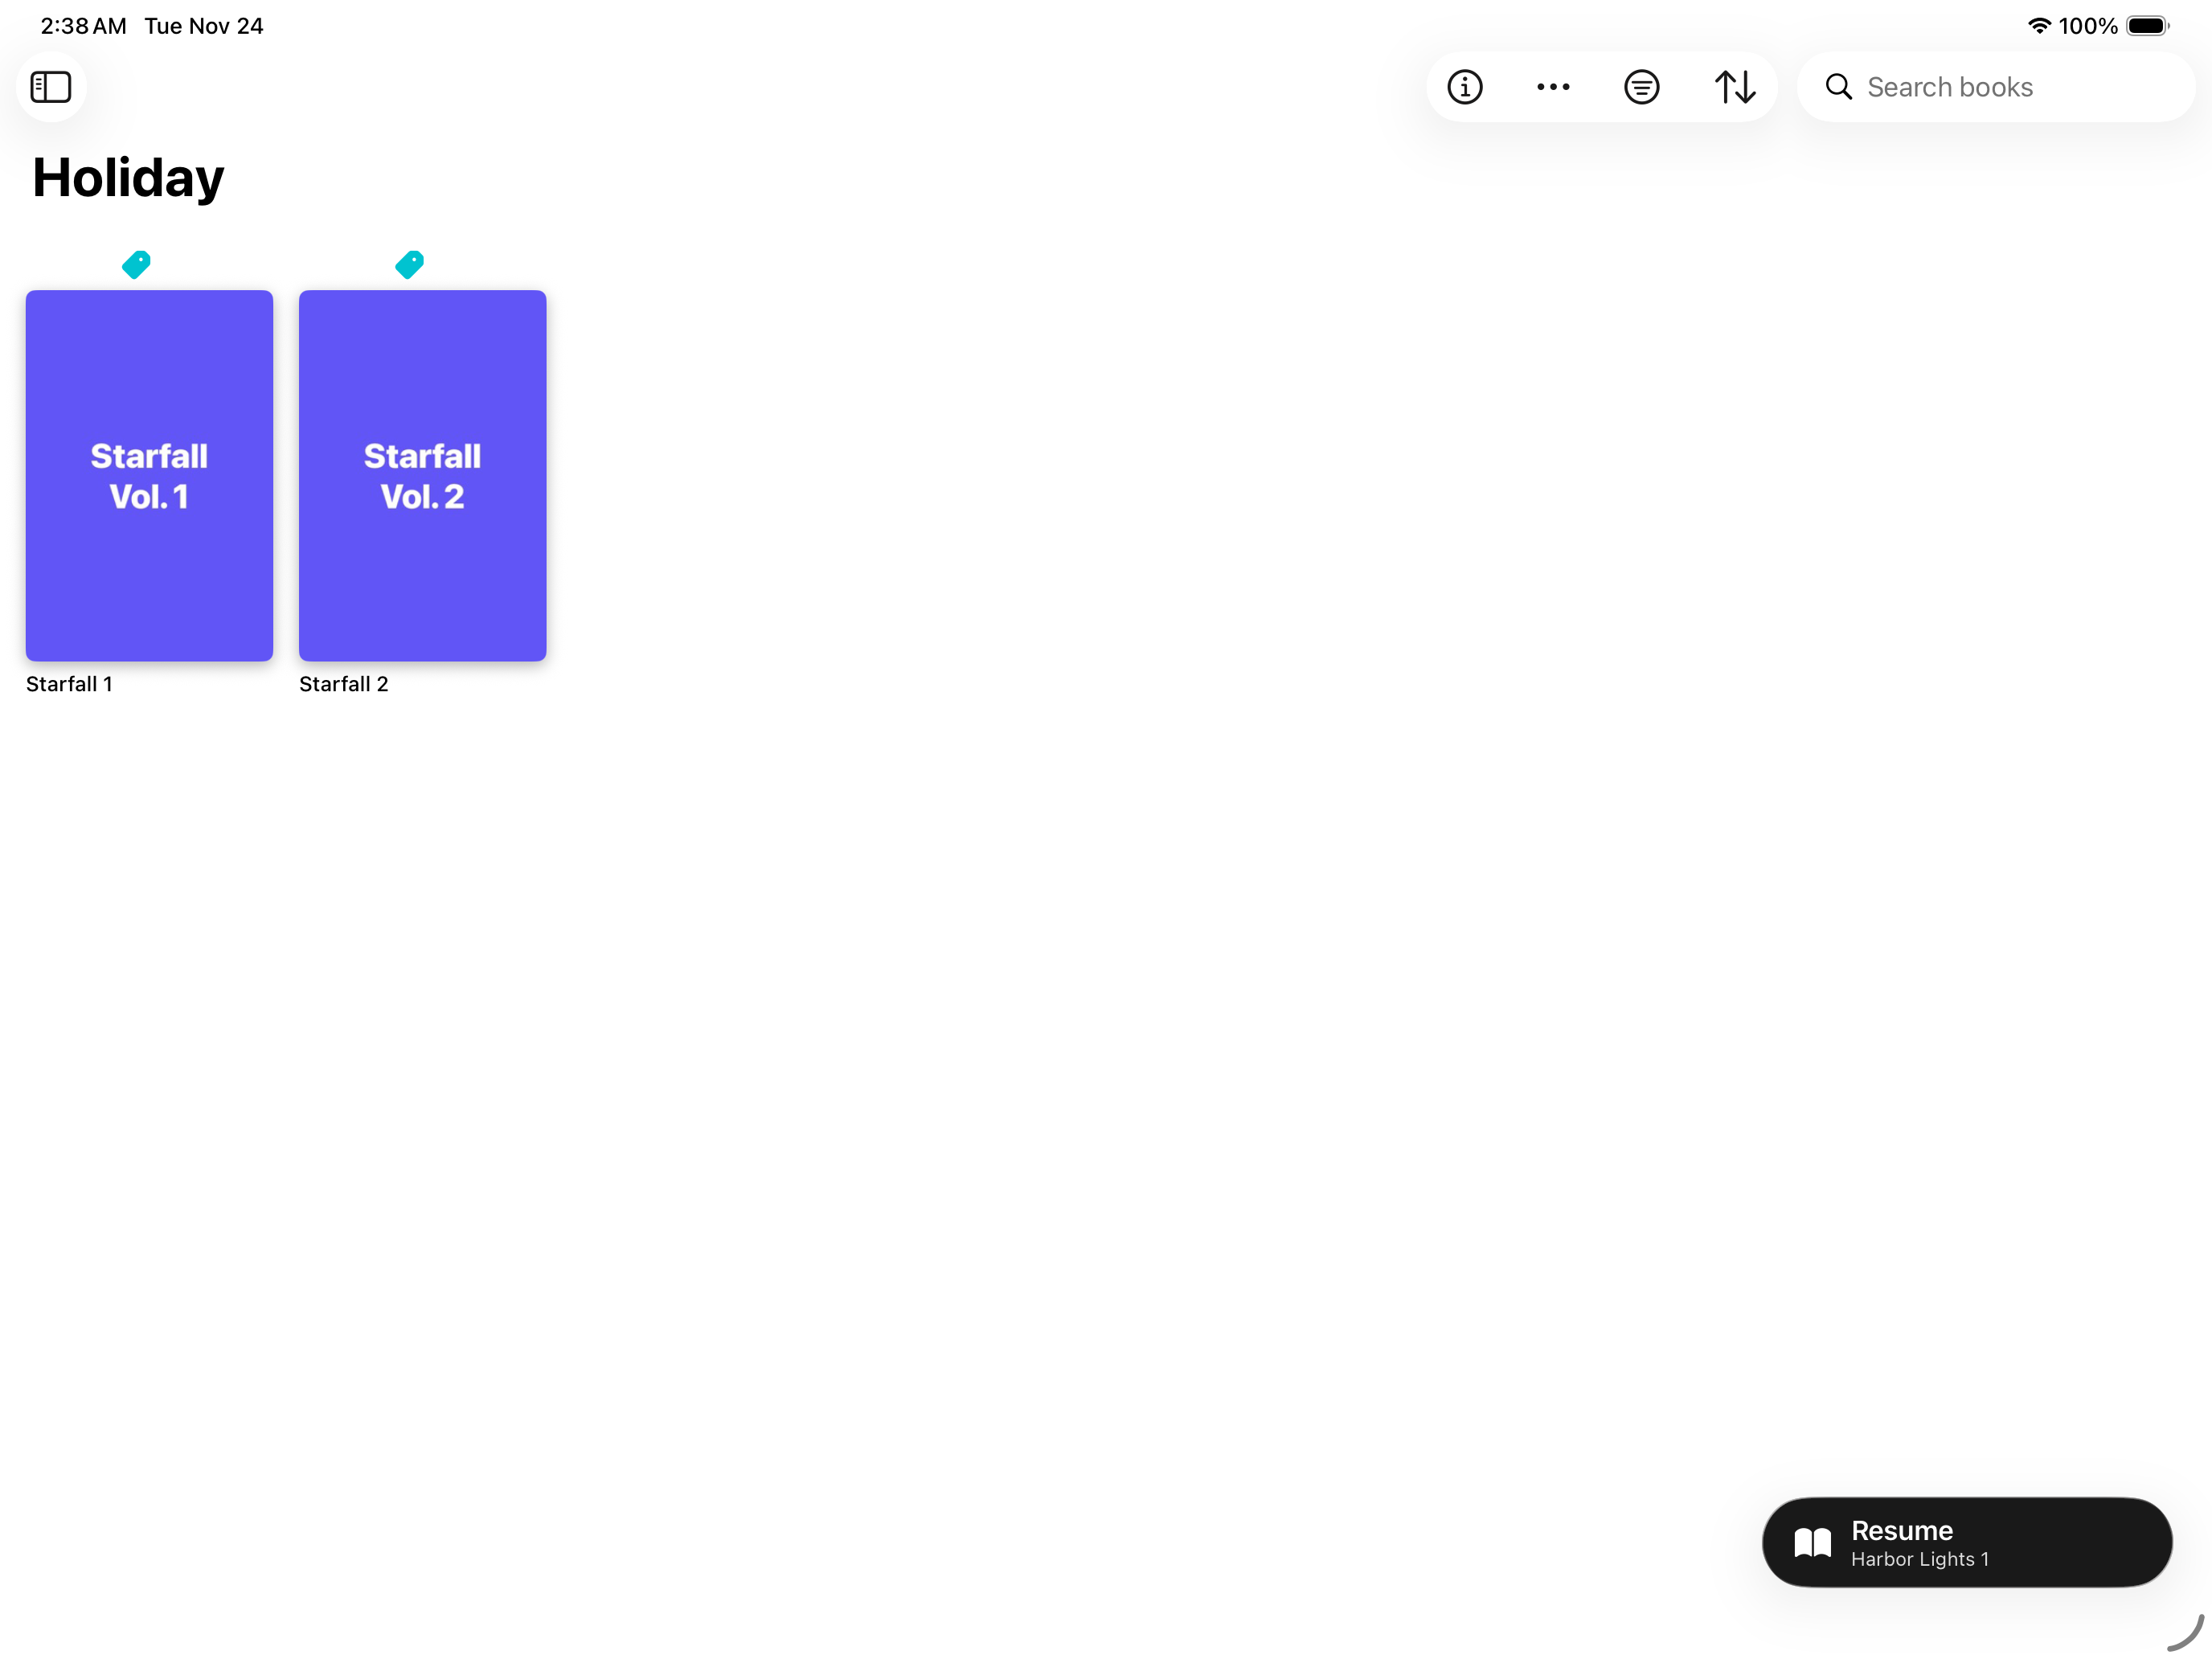 2:38 AM Tue Nov 24
100%
Search books
Holiday
Starfall
Vol. 1
Starfall
Vol. 2
Starfall 1
Starfall 2
Resume
Harbor Lights 1